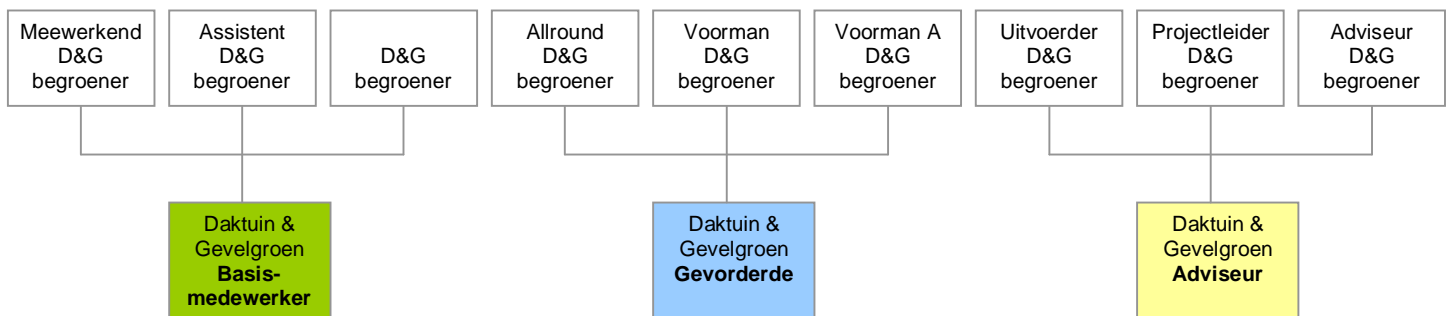 Meewerkend
D&G
begroener
Assistent
D&G
begroener
D&G
begroener
Allround
D&G
begroener
Voorman
D&G
begroener
Voorman A
D&G
begroener
Uitvoerder
D&G
begroener
Projectleider
D&G
begroener
Adviseur
D&G
begroener
Daktuin &
Gevelgroen
Basis-
medewerker
Daktuin &
Gevelgroen
Gevorderde
Daktuin &
Gevelgroen
Adviseur